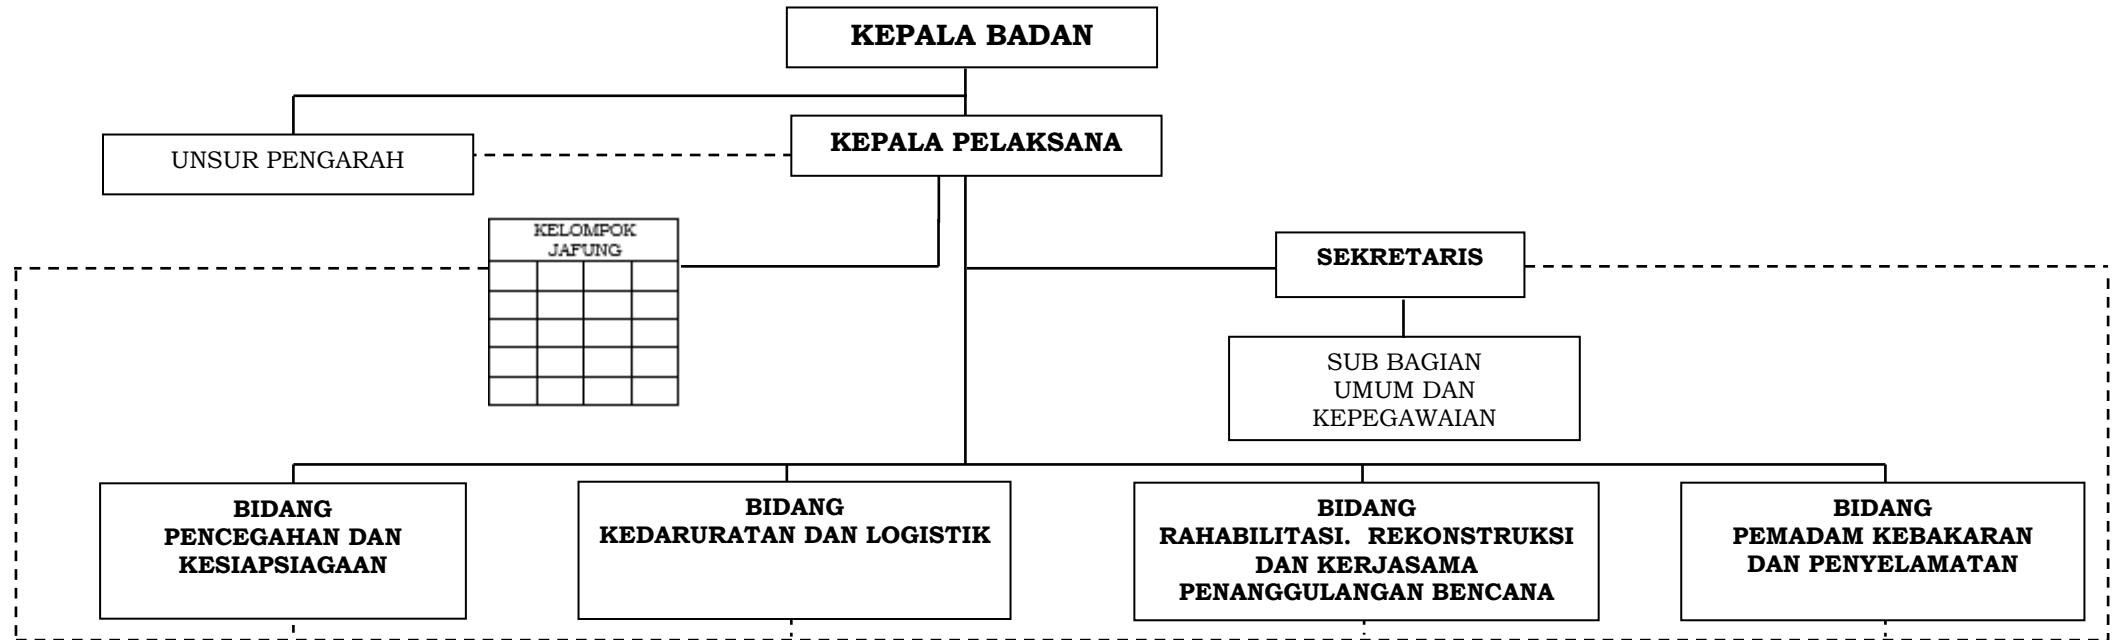 KEPALA BADAN
UNSUR PENGARAH
KEPALA PELAKSANA
KELOMPOK
JAFUNG
SEKRETARIS
SUB BAGIAN
UMUM DAN
KEPEGAWAIAN
BIDANG
PENCEGAHAN DAN
KESIAPSIAGAAN
BIDANG
KEDARURATAN DAN LOGISTIK
BIDANG
RAHABILITASI. REKONSTRUKSI
DAN KERJASAMA
PENANGGULANGAN BENCANA
BIDANG
PEMADAM KEBAKARAN
DAN PENYELAMATAN